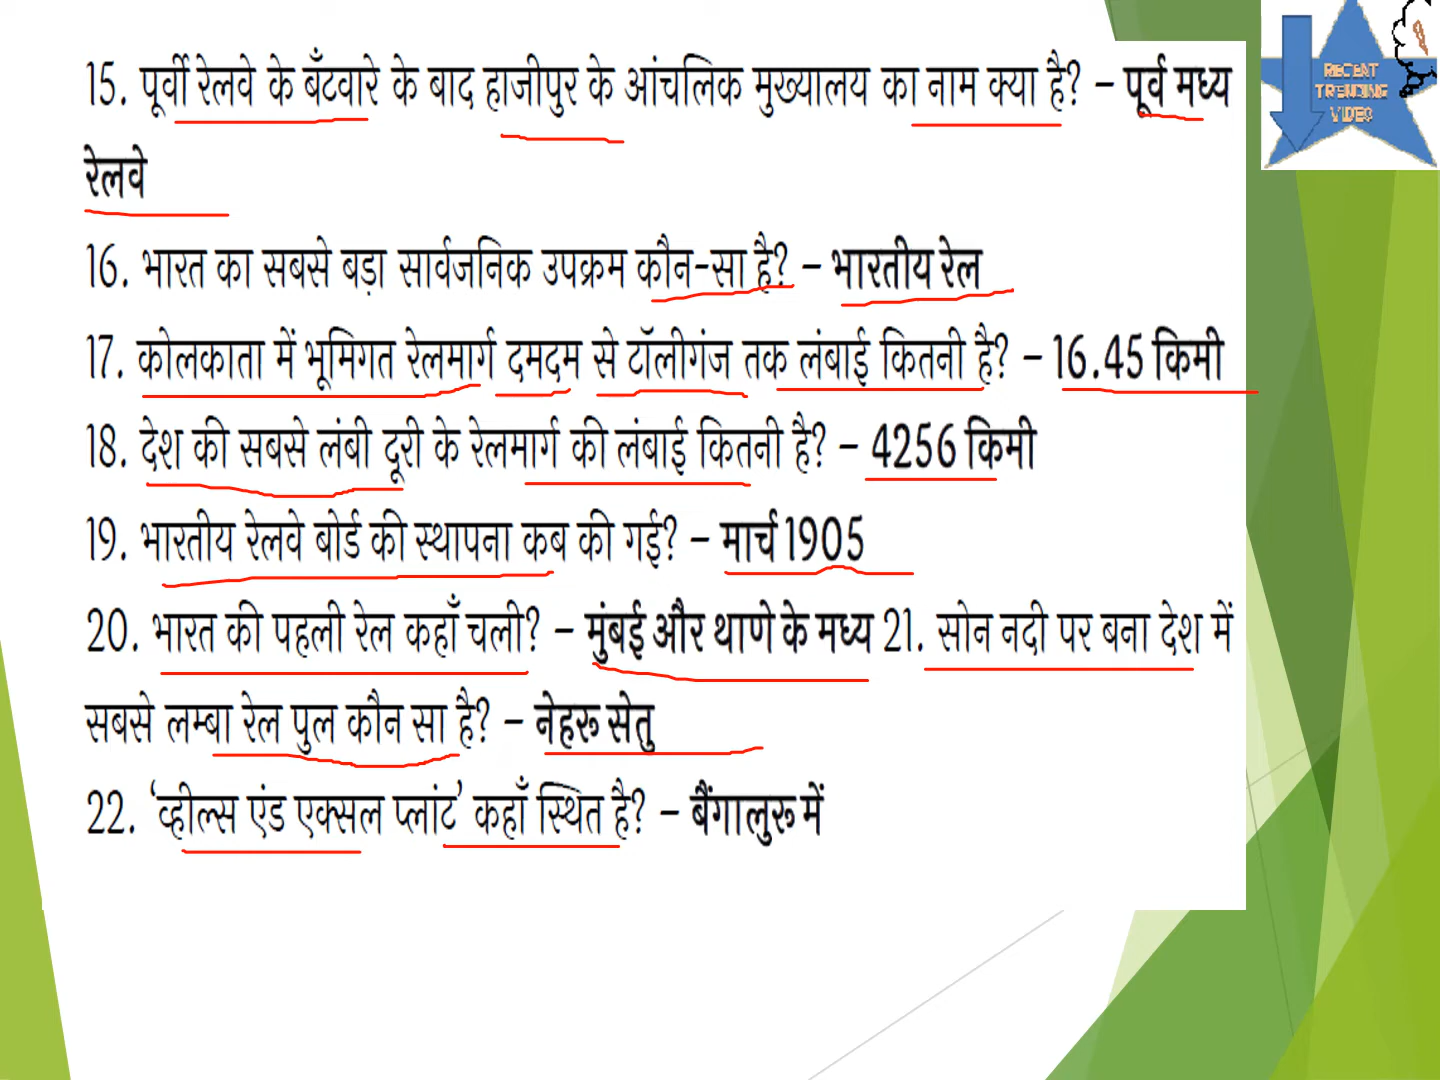 15. पूर्वी रेलवे के बँटवारे के बाद हाजीपुर के आंचलिक मुख्यालय का नाम क्या है? – पूर्व मध्य
रेलवे
16. भारत का सबसे बड़ा सार्वजनिक उपक्रम कौन-सा है? – भारतीय रेल
17. कोलकाता में भूमिगत रेलमार्ग दमदम से टॉलीगंज तक लंबाई कितनी है? – 16.45 किमी
18. देश की सबसे लंबी दूरी के रेलमार्ग की लंबाई कितनी है? – 4256 किमी
19. भारतीय रेलवे बोर्ड की स्थापना कब की गई? – मार्च 1905
20. भारत की पहली रेल कहाँ चली? – मुंबई और थाणे के मध्य 21. सोन नदी पर बना देश में
सबसे लम्बा रेल पुल कौन सा है? – नेहरू सेतु
22. ‘व्हील्स एंड एक्सल प्लांट’ कहाँ स्थित है? – बैंगालुरू में
RECENT
TRENDING
VIDEO